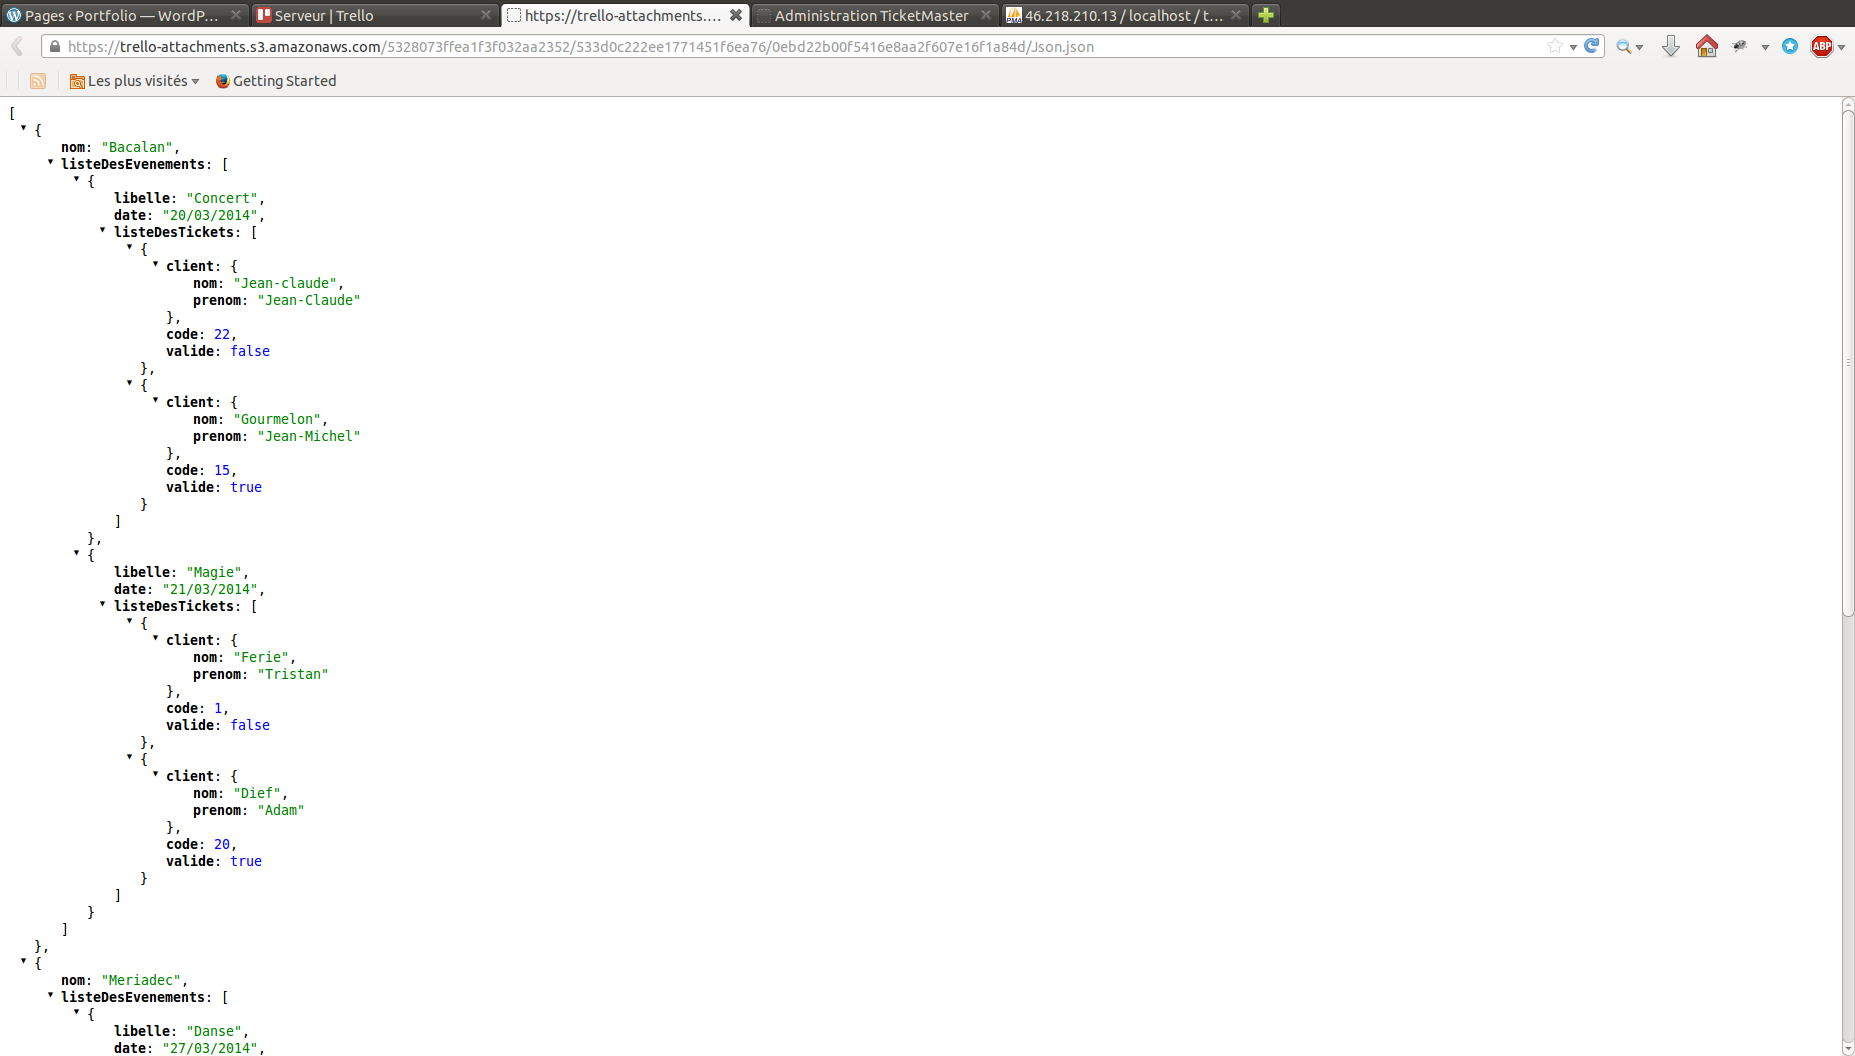 Pages ‹ Portfolio — WordP...
Serveur | Trello
https://trello-attachments....
Administration TicketMaster
46.218.210.13 / localhost / t...
https://trello-attachments.s3.amazonaws.com/5328073ffea1f3f032aa2352/533d0c222ee1771451f6ea76/0ebd22b00f5416e8aa2f607e16f1a84d/Json.json
ABP
Les plus visités
Getting Started
[
{
nom: "Bacalan",
listeDesEvenements: [
{
libelle: "Concert",
date: "20/03/2014",
listeDesTickets: [
{
client: {
nom: "Jean-claude",
prenom: "Jean-Claude"
},
code: 22,
valide: false
},
{
client: {
nom: "Gourmelon",
prenom: "Jean-Michel"
},
code: 15,
valide: true
}
]
},
{
libelle: "Magie",
date: "21/03/2014",
listeDesTickets: [
{
client: {
nom: "Ferie",
prenom: "Tristan"
},
code: 1,
valide: false
},
{
client: {
nom: "Dief",
prenom: "Adam"
},
code: 20,
valide: true
}
]
}
]
},
{
nom: "Meriadec",
listeDesEvenements: [
{
libelle: "Danse",
date: "27/03/2014",